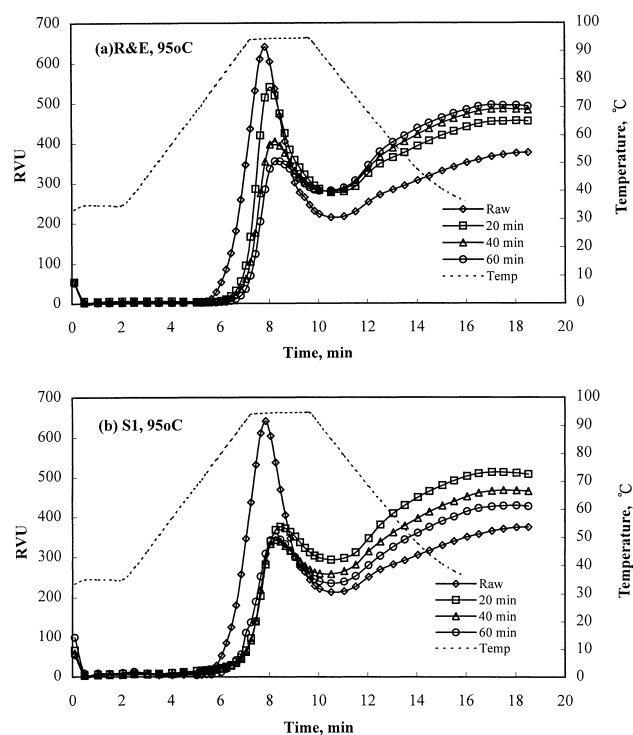 (a)R&E, 95oC
RVU
Temperature, ℃
700
600
500
400
300
200
100
0
100
90
80
70
60
50
40
30
20
10
0
0 2 4 6 8 10 12 14 16 18 20
Time, min
Raw
20 min
40 min
60 min
Temp
(b) S1, 95oC
RVU
Temperature, ℃
700
600
500
400
300
200
100
0
100
90
80
70
60
50
40
30
20
10
0
0 2 4 6 8 10 12 14 16 18 20
Time, min
Raw
20 min
40 min
60 min
Temp